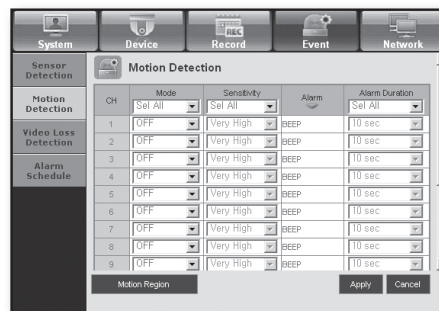 REC
System Device Record Event Network
Sensor Detection
Motion Detection
Video Loss Detection
Alarm Schedule
Motion Detection
CH Mode Sensitivity Alarm Alarm Duration
Sel All Sel All Sel All
1 OFF Very High BEEP 10 sec
2 OFF Very High BEEP 10 sec
3 OFF Very High BEEP 10 sec
4 OFF Very High BEEP 10 sec
5 OFF Very High BEEP 10 sec
6 OFF Very High BEEP 10 sec
7 OFF Very High BEEP 10 sec
8 OFF Very High BEEP 10 sec
9 OFF Very High BEEP 10 sec
Motion Region Apply Cancel